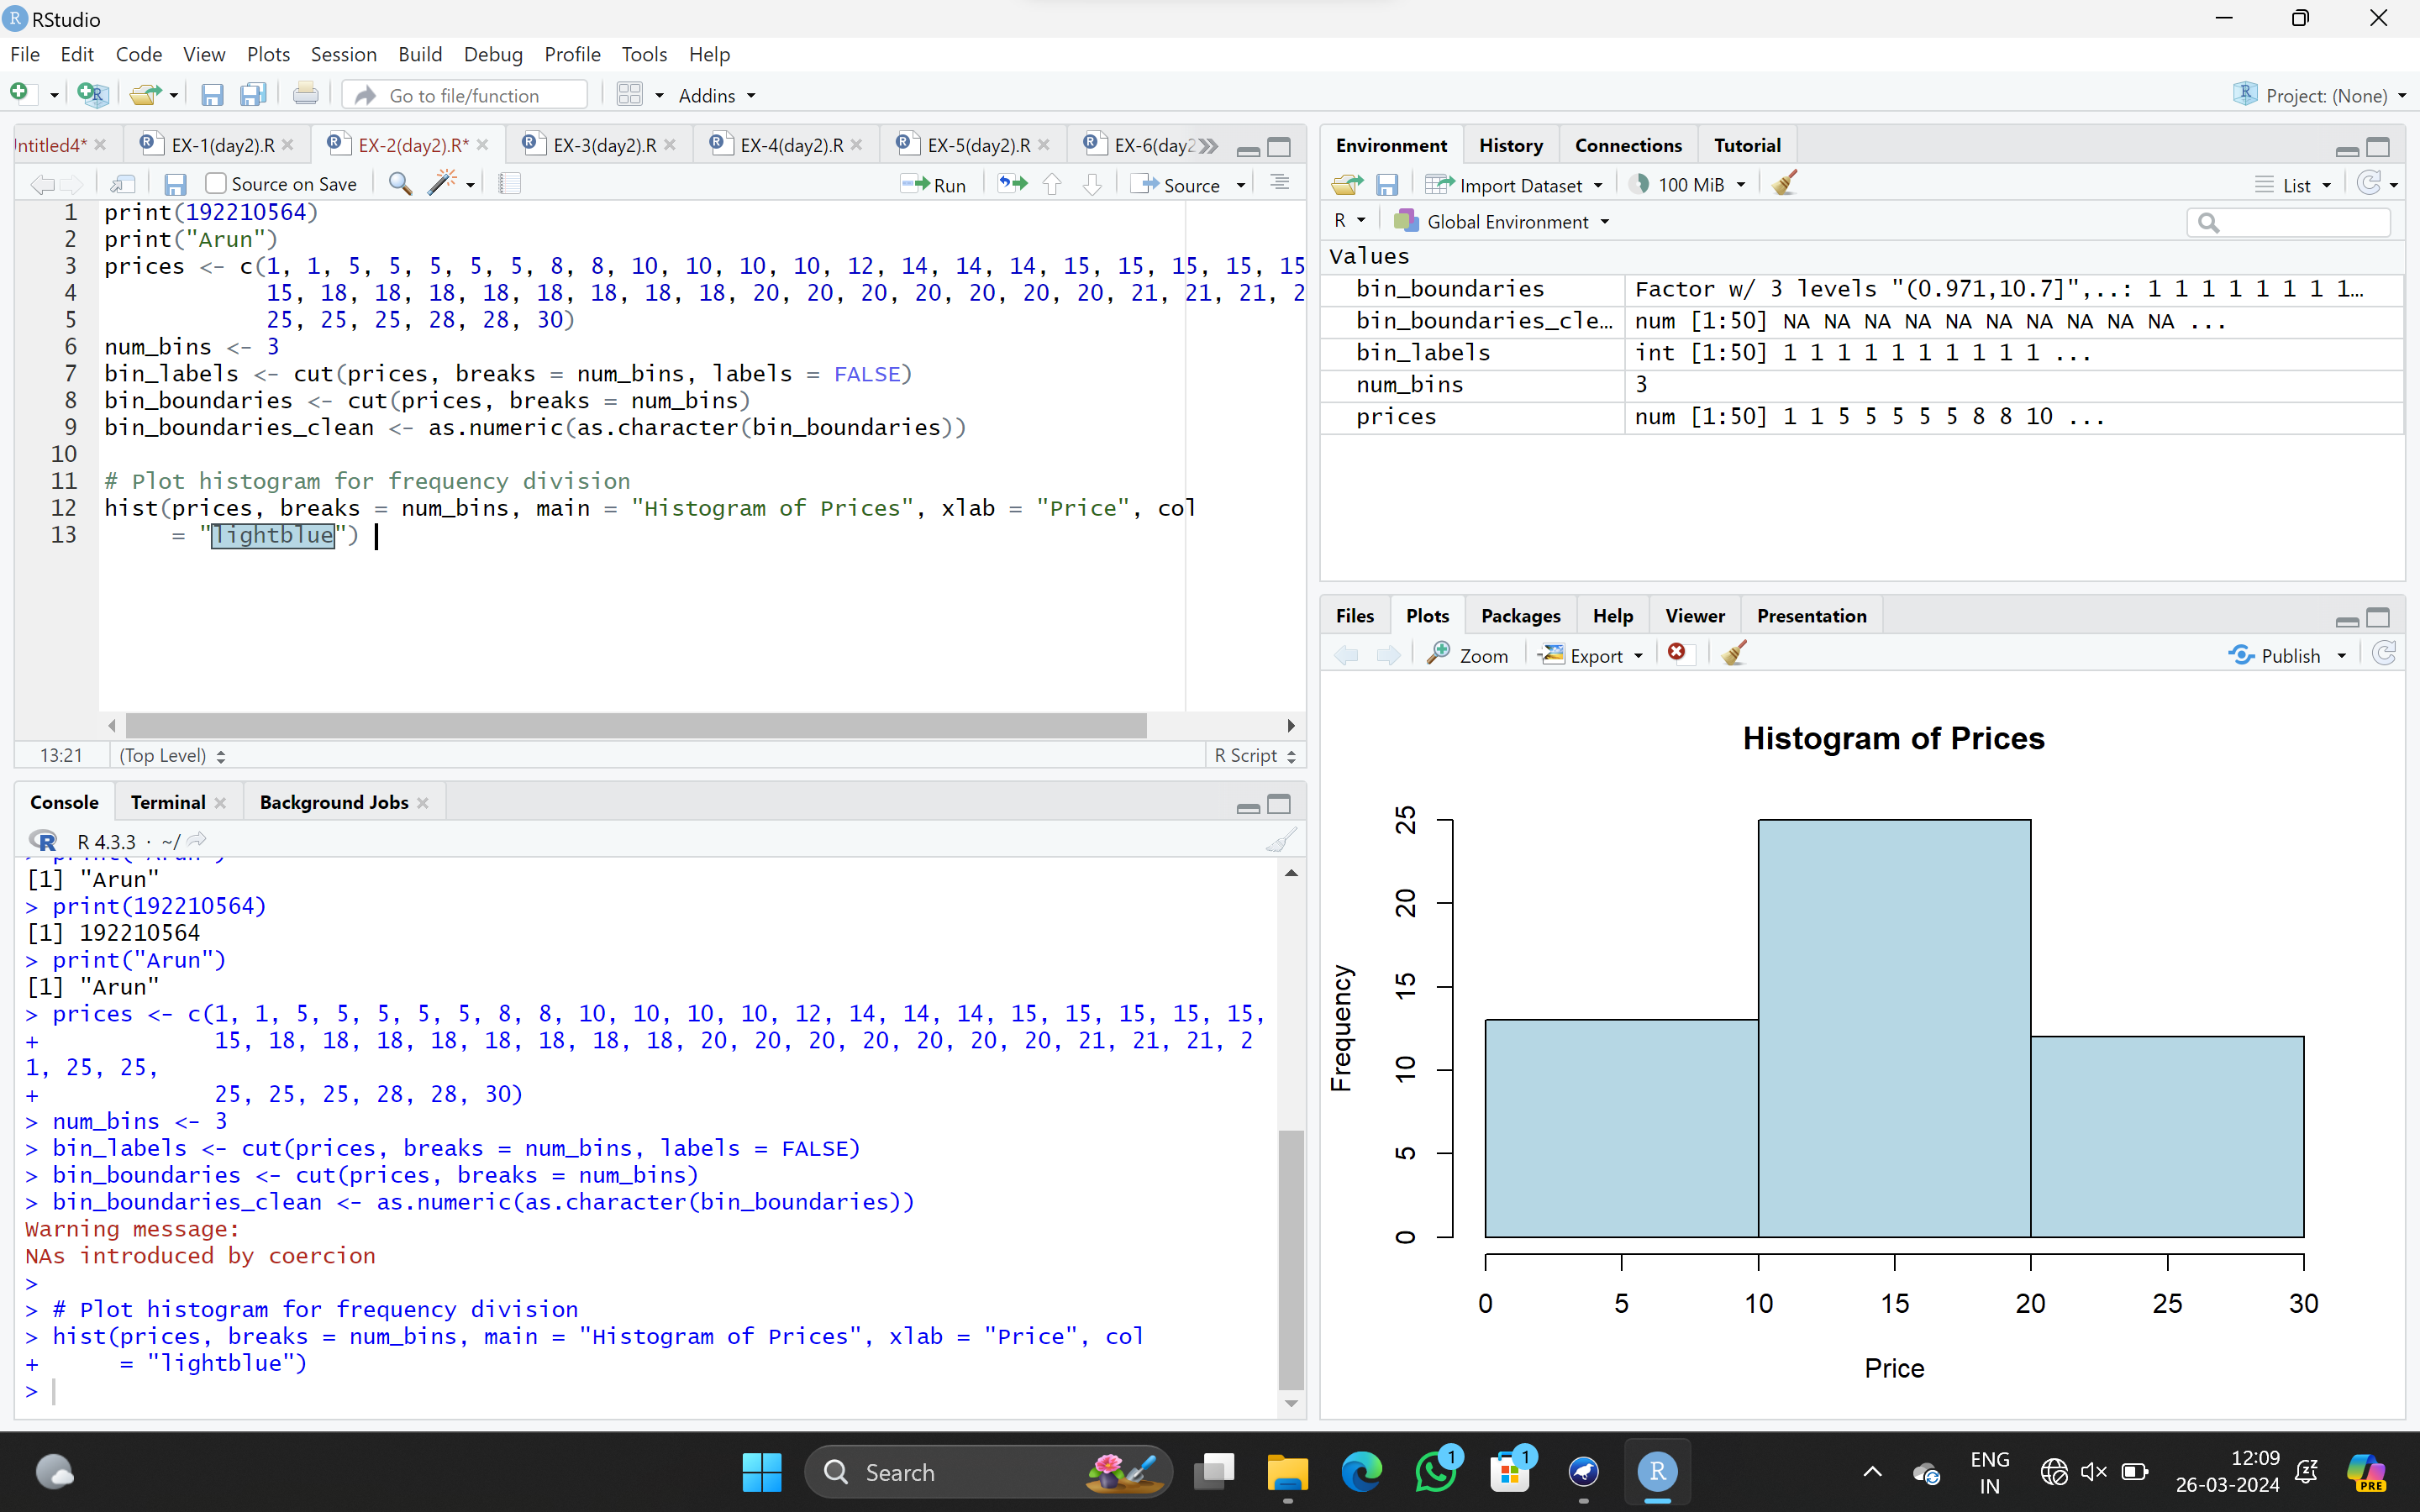 RStudio
File Edit Code View Plots Session Build Debug Profile Tools Help
Go to file/function Addins Project: (None)
ntitled4* EX-1(day2).R EX-2(day2).R* EX-3(day2).R EX-4(day2).R EX-5(day2).R EX-6(day2
Source on Save Run Source
1 print(192210564)
2 print("Arun")
3 prices <- c(1, 1, 5, 5, 5, 5, 5, 8, 8, 10, 10, 10, 10, 12, 14, 14, 14, 15, 15, 15, 15, 15
4 15, 18, 18, 18, 18, 18, 18, 18, 18, 20, 20, 20, 20, 20, 20, 20, 21, 21, 21, 2
5 25, 25, 25, 28, 28, 30)
6 num_bins <- 3
7 bin_labels <- cut(prices, breaks = num_bins, labels = FALSE)
8 bin_boundaries <- cut(prices, breaks = num_bins)
9 bin_boundaries_clean <- as.numeric(as.character(bin_boundaries))
10
11 # Plot histogram for frequency division
12 hist(prices, breaks = num_bins, main = "Histogram of Prices", xlab = "Price", col
13 = "lightblue")
13:21 (Top Level) R Script
Console Terminal Background Jobs
R 4.3.3 · ~/
> print("Arun")
[1] "Arun"
> print(192210564)
[1] 192210564
> print("Arun")
[1] "Arun"
> prices <- c(1, 1, 5, 5, 5, 5, 5, 8, 8, 10, 10, 10, 10, 12, 14, 14, 14, 15, 15, 15, 15, 15,
+ 15, 18, 18, 18, 18, 18, 18, 18, 18, 20, 20, 20, 20, 20, 20, 20, 21, 21, 21, 2
1, 25, 25,
+ 25, 25, 25, 28, 28, 30)
> num_bins <- 3
> bin_labels <- cut(prices, breaks = num_bins, labels = FALSE)
> bin_boundaries <- cut(prices, breaks = num_bins)
> bin_boundaries_clean <- as.numeric(as.character(bin_boundaries))
Warning message:
NAs introduced by coercion
>
> # Plot histogram for frequency division
> hist(prices, breaks = num_bins, main = "Histogram of Prices", xlab = "Price", col
+ = "lightblue")
>
Environment History Connections Tutorial
Import Dataset 100 MiB List
R Global Environment
Values
bin_boundaries Factor w/ 3 levels "(0.971,10.7]",..: 1 1 1 1 1 1 1 1 1…
bin_boundaries_cle… num [1:50] NA NA NA NA NA NA NA NA NA NA ...
bin_labels int [1:50] 1 1 1 1 1 1 1 1 1 1 ...
num_bins 3
prices num [1:50] 1 1 5 5 5 5 5 8 8 10 ...
Files Plots Packages Help Viewer Presentation
Zoom Export Publish
Histogram of Prices
Frequency
25
20
15
10
5
0
0 5 10 15 20 25 30
Price
Search
1
1
R
ENG
IN
12:09
26-03-2024
PRE